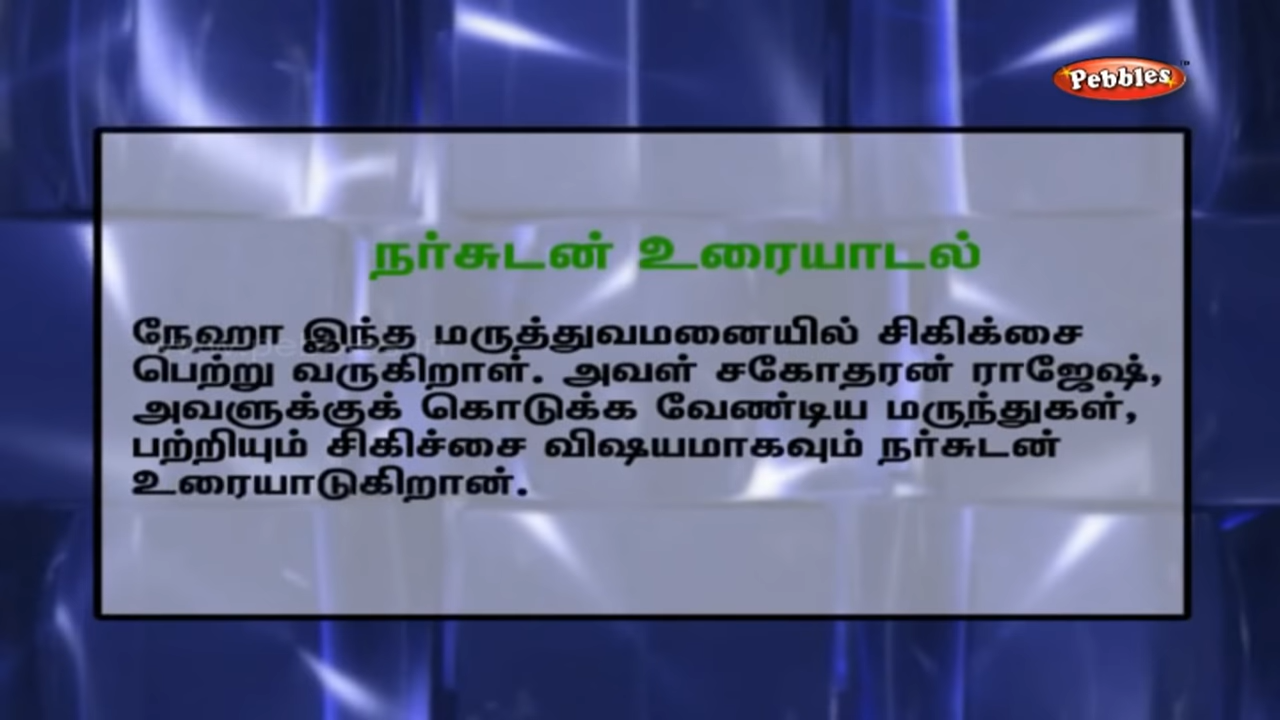 Pebbles
நர்சுடன் உரையாடல்
நேஹா இந்த மருத்துவமனையில் சிகிக்சை
பெற்று வருகிறாள். அவள் சகோதரன் ராஜேஷ்,
அவளுக்குக் கொடுக்க வேண்டிய மருந்துகள்,
பற்றியும் சிகிச்சை விஷயமாகவும் நர்சுடன்
உரையாடுகிறான்.